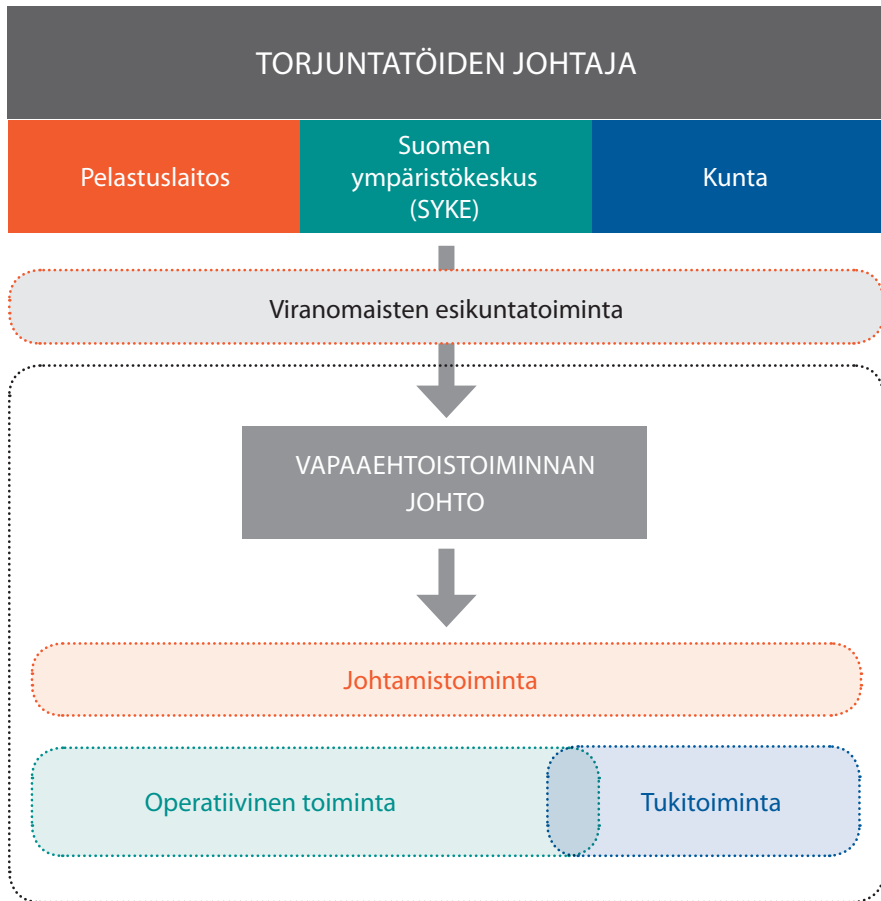 TORJUNTATÖIDEN JOHTAJA
Pelastuslaitos
Suomen
ympäristökeskus
(SYKE)
Kunta
Viranomaisten esikuntatoiminta
VAPAAEHTOISTOIMINNAN
JOHTO
Johtamistoiminta
Operatiivinen toiminta
Tukitoiminta